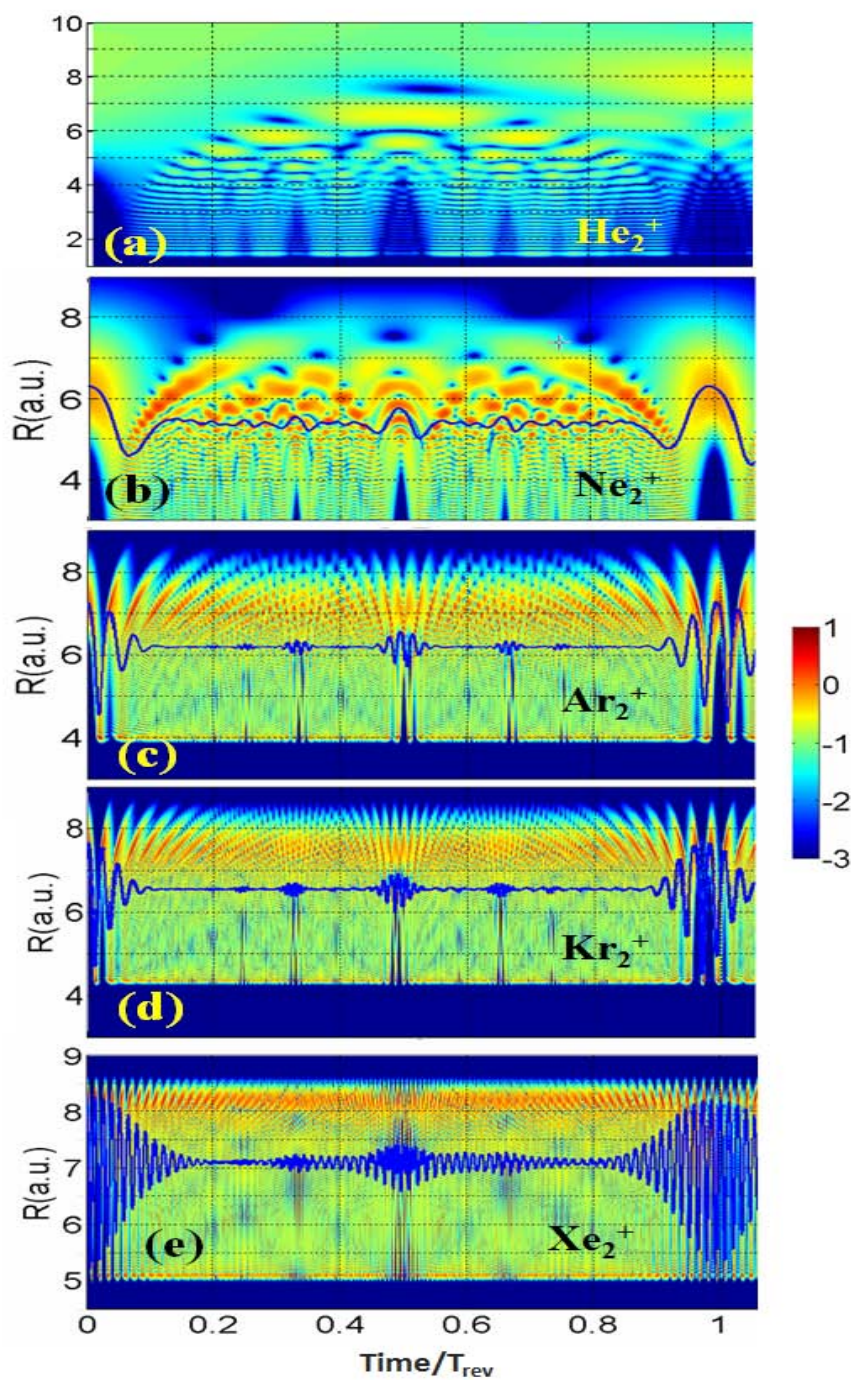 10
8
6
4
2
(a)
He₂⁺
8
6
4
R(a.u.)
(b)
Ne₂⁺
8
6
4
R(a.u.)
(c)
Ar₂⁺
1
0
-1
-2
-3
8
6
4
R(a.u.)
(d)
Kr₂⁺
9
8
7
6
5
R(a.u.)
(e)
Xe₂⁺
0 0.2 0.4 0.6 0.8 1
Time/Tᵣₑᵥ